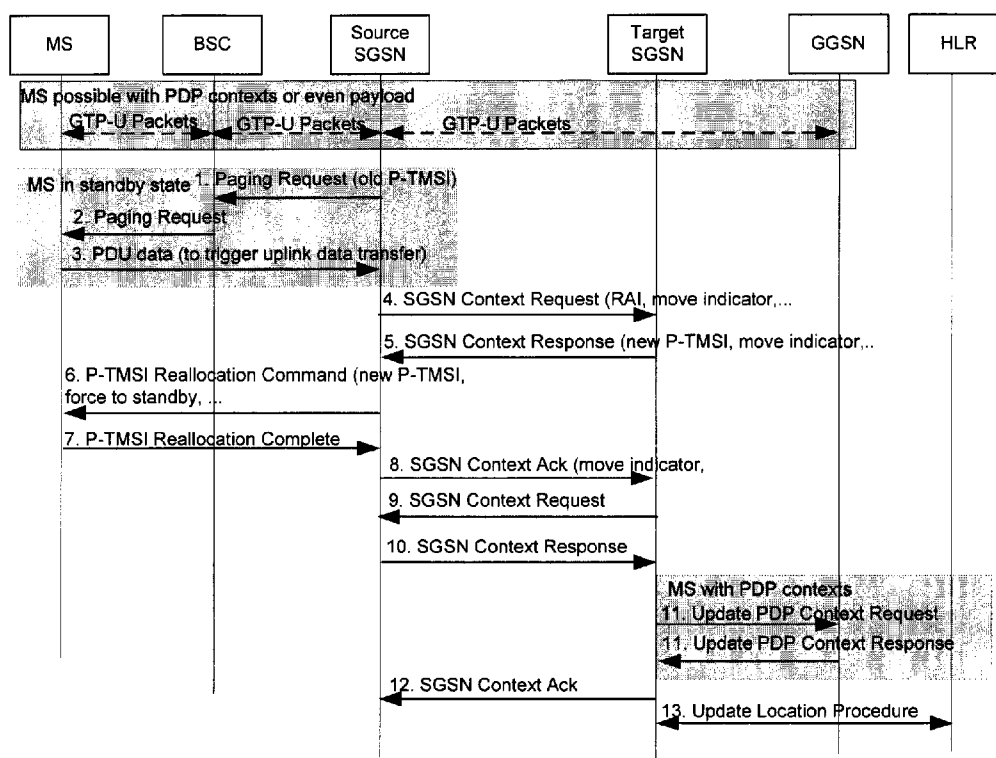 MS
BSC
Source
SGSN
Target
SGSN
GGSN
HLR
MS possible with PDP contexts or even payload
GTP-U Packets
GTP-U Packets
GTP-U Packets
MS in standby state
1. Paging Request (old P-TMSI)
2. Paging Request
3. PDU data (to trigger uplink data transfer)
4. SGSN Context Request (RAI, move indicator,...
5. SGSN Context Response (new P-TMSI, move indicator,..
6. P-TMSI Reallocation Command (new P-TMSI,
force to standby, ...
7. P-TMSI Reallocation Complete
8. SGSN Context Ack (move indicator,
9. SGSN Context Request
10. SGSN Context Response
MS with PDP contexts
11. Update PDP Context Request
11. Update PDP Context Response
12. SGSN Context Ack
13. Update Location Procedure